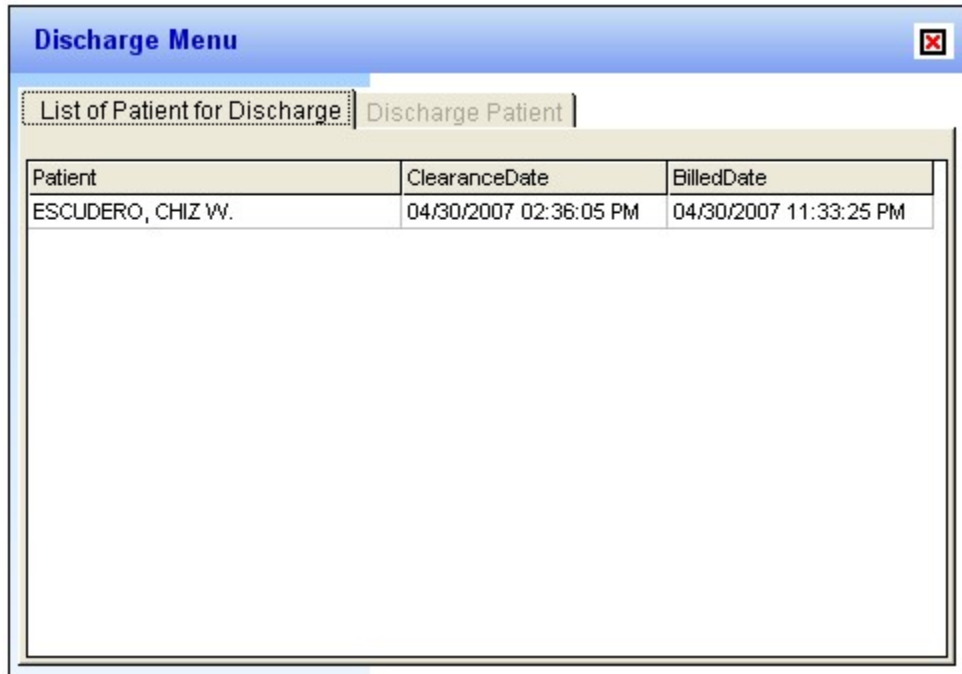 Discharge Menu
List of Patient for Discharge Discharge Patient
Patient ClearanceDate BilledDate
ESCUDERO, CHIZ W. 04/30/2007 02:36:05 PM 04/30/2007 11:33:25 PM